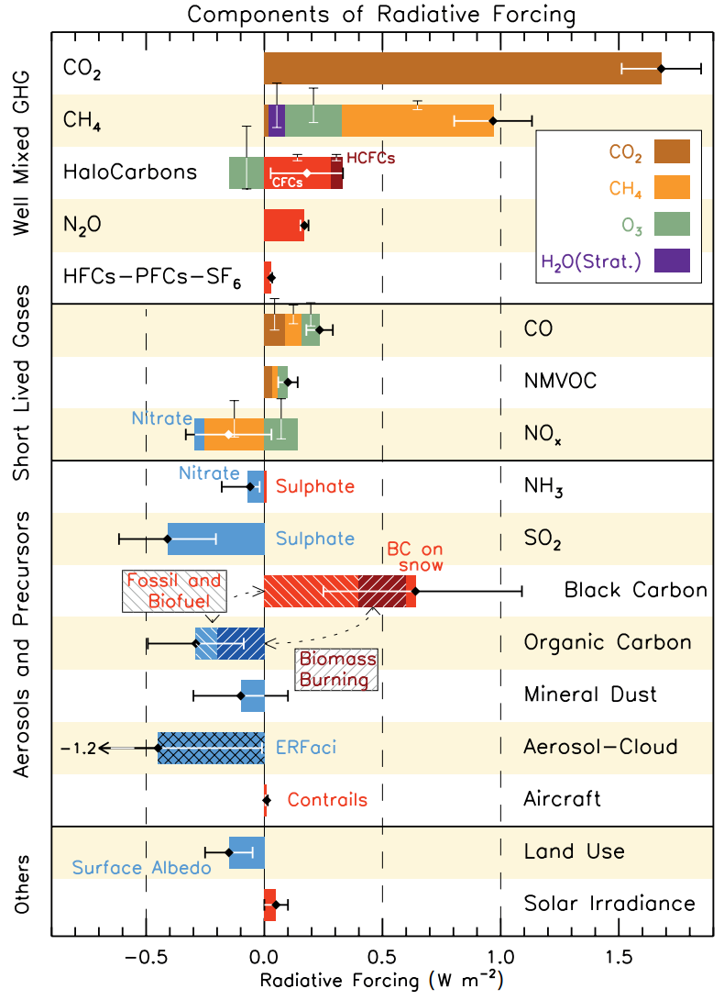 Components of Radiative Forcing
Well Mixed GHG
CO₂
CH₄
HaloCarbons
HCFCs
CFCs
N₂O
HFCs−PFCs−SF₆
CO₂
CH₄
O₃
H₂O(Strat.)
Short Lived Gases
CO
NMVOC
Nitrate
NOₓ
Aerosols and Precursors
Nitrate
Sulphate
NH₃
Sulphate
SO₂
BC on
snow
Fossil and
Biofuel
Black Carbon
Organic Carbon
Biomass
Burning
Mineral Dust
−1.2
ERFaci
Aerosol−Cloud
Contrails
Aircraft
Others
Surface Albedo
Land Use
Solar Irradiance
−0.5 0.0 0.5 1.0 1.5
Radiative Forcing (W m⁻²)